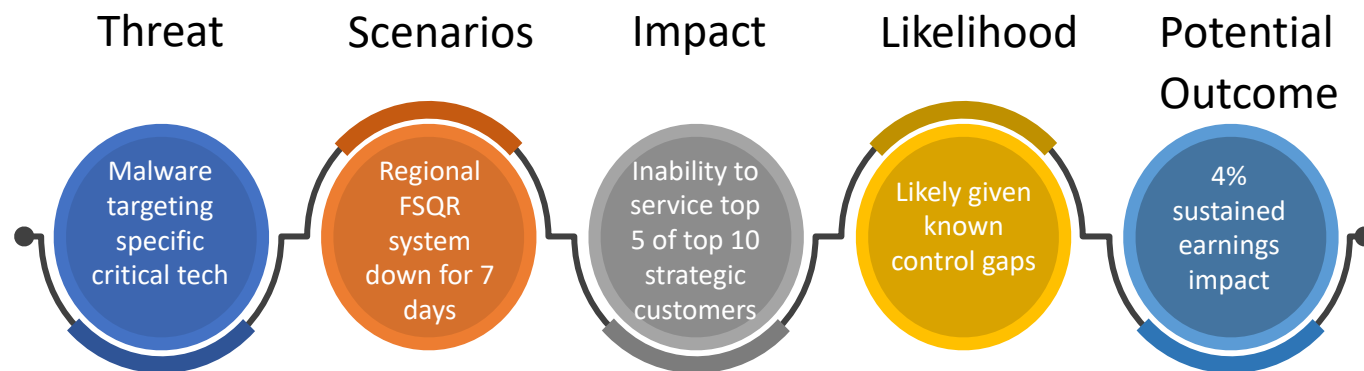 Threat
Scenarios
Impact
Likelihood
Potential
Outcome
Malware
targeting
specific
critical tech
Regional
FSQR
system
down for 7
days
Inability to
service top
5 of top 10
strategic
customers
Likely given
known
control gaps
4%
sustained
earnings
impact